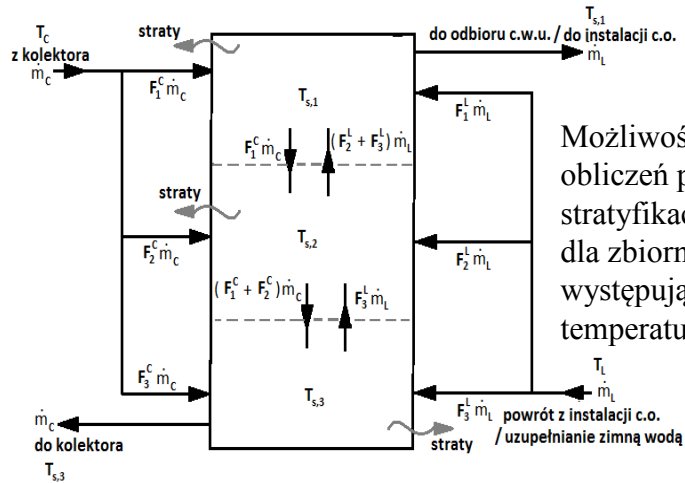 straty
T_C
z kolektora
ṁ_C
F_1^C ṁ_C
T_s,1
do odbioru c.w.u. / do instalacji c.o.
ṁ_L
T_s,1
F_1^L ṁ_L
F_1^C ṁ_C
(F_2^L + F_3^L) ṁ_L
straty
F_2^C ṁ_C
T_s,2
F_2^L ṁ_L
(F_1^C + F_2^C) ṁ_C
F_3^L ṁ_L
F_3^C ṁ_C
T_s,3
T_L
ṁ_L
F_3^L ṁ_L
powrót z instalacji c.o.
/ uzupełnianie zimną wodą
ṁ_C
do kolektora
T_s,3
straty
Możliwoś
obliczeń p
stratyfikac
dla zbiorn
występują
temperatu